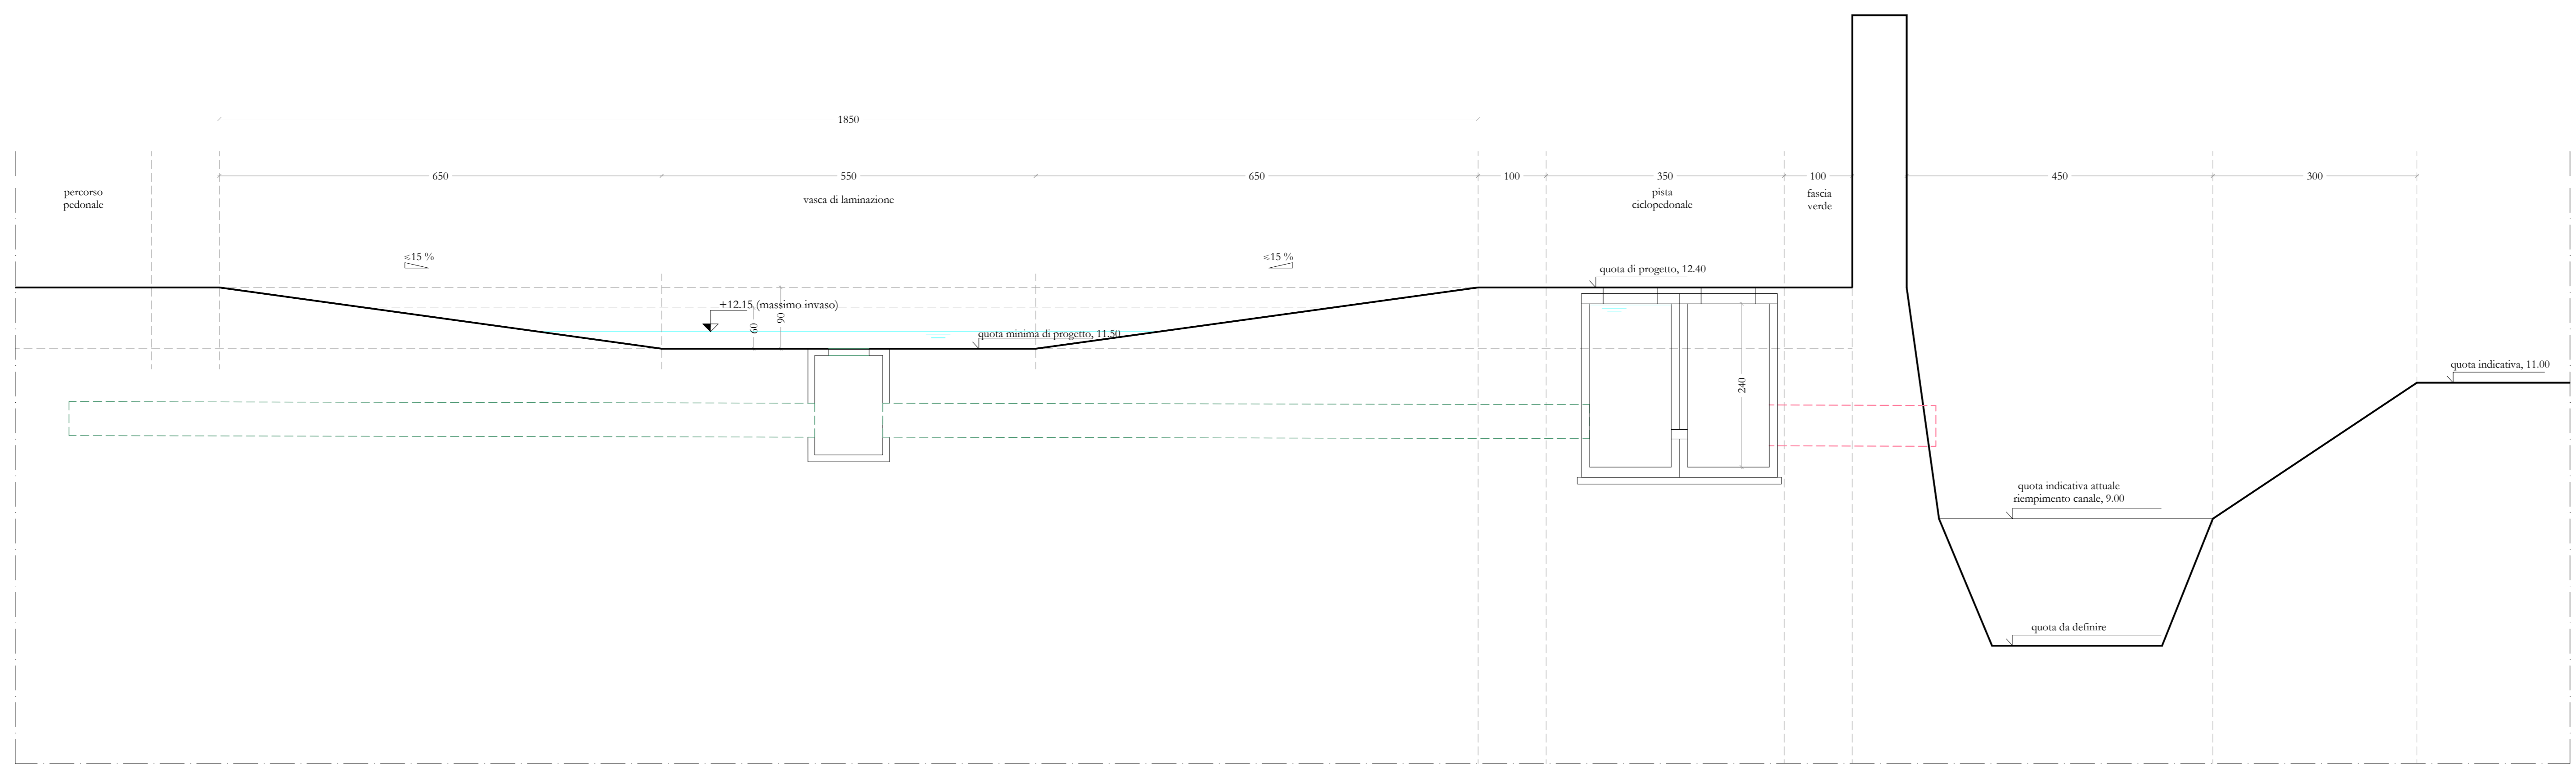 1850
650
550
650
100
350
100
450
300
percorso
pedonale
vasca di laminazione
pista
ciclopedonale
fascia
verde
≤15 %
≤15 %
quota di progetto, 12.40
+12.15 (massimo invaso)
60
90
quota minima di progetto, 11.50
240
quota indicativa, 11.00
quota indicativa attuale
riempimento canale, 9.00
quota da definire